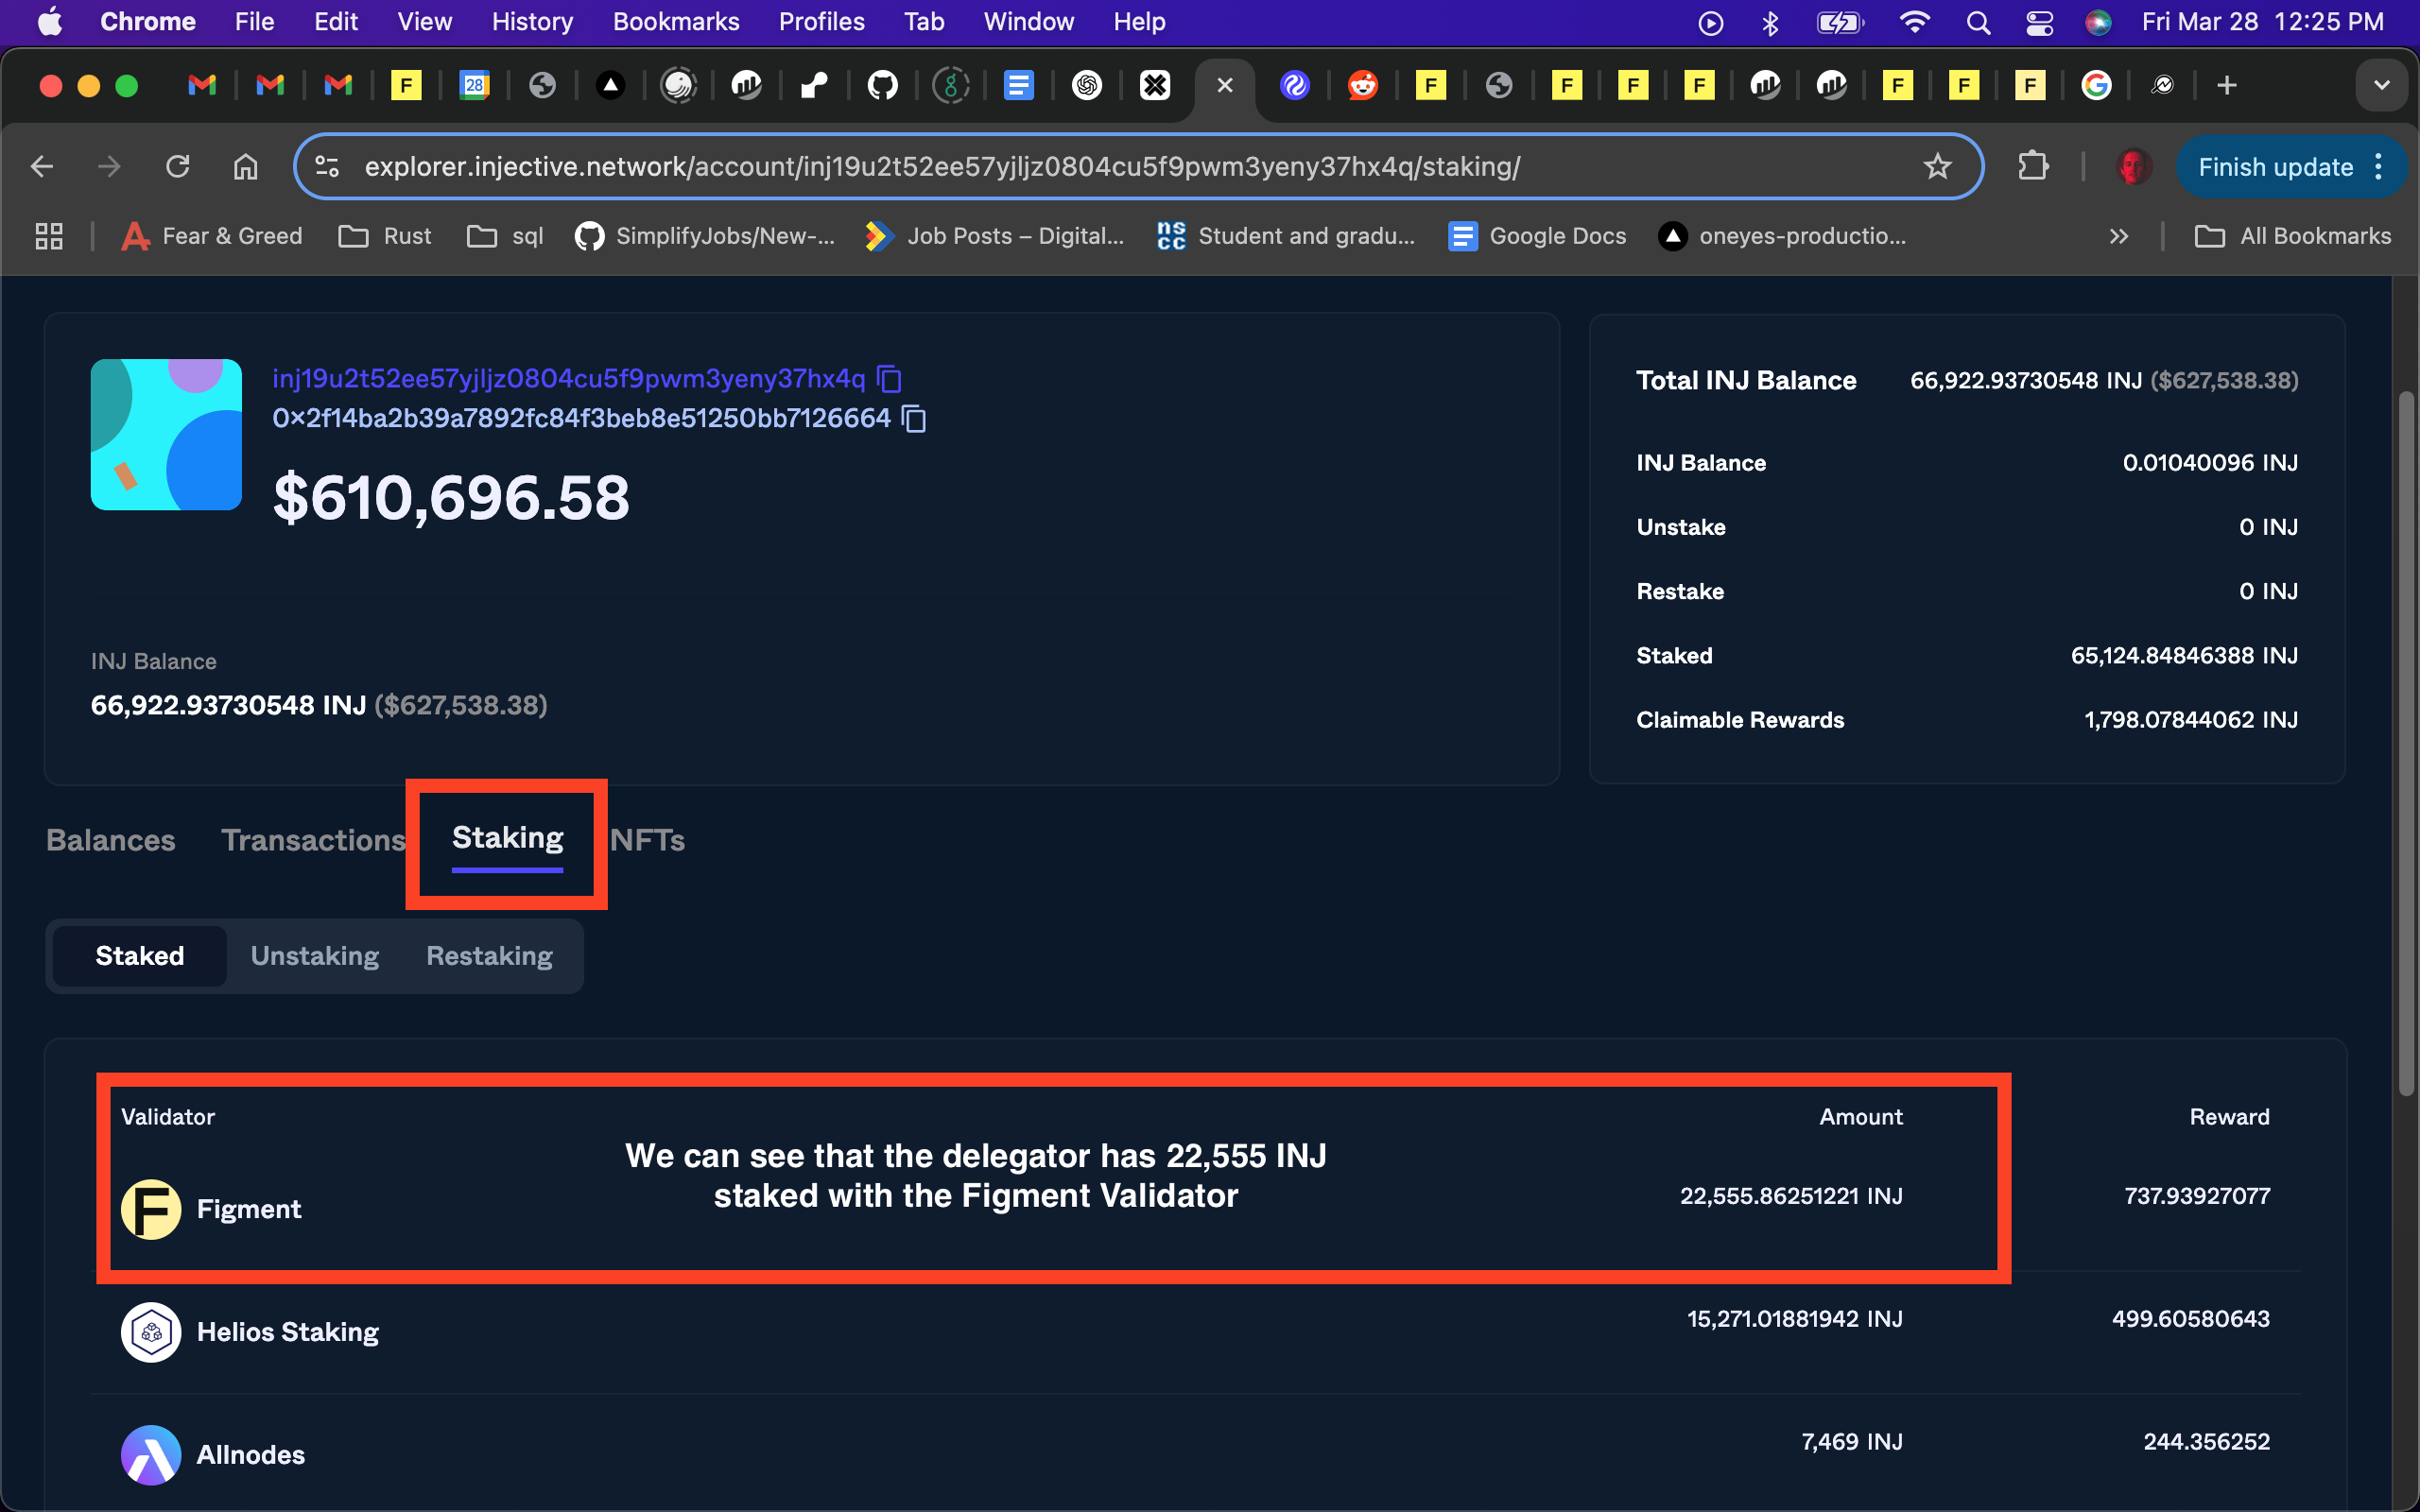 Chrome File Edit View History Bookmarks Profiles Tab Window Help Fri Mar 28 12:25 PM
explorer.injective.network/account/inj19u2t52ee57yjljz0804cu5f9pwm3yeny37hx4q/staking/ Finish update
Fear & Greed Rust sql SimplifyJobs/New-... Job Posts – Digital... Student and gradu... Google Docs oneyes-productio... » All Bookmarks
inj19u2t52ee57yjljz0804cu5f9pwm3yeny37hx4q
0x2f14ba2b39a7892fc84f3beb8e51250bb7126664
$610,696.58
INJ Balance
66,922.93730548 INJ ($627,538.38)
Total INJ Balance 66,922.93730548 INJ ($627,538.38)
INJ Balance 0.01040096 INJ
Unstake 0 INJ
Restake 0 INJ
Staked 65,124.84846388 INJ
Claimable Rewards 1,798.07844062 INJ
Balances Transactions Staking NFTs
Staked Unstaking Restaking
Validator Amount Reward
We can see that the delegator has 22,555 INJ
staked with the Figment Validator
Figment 22,555.86251221 INJ 737.93927077
Helios Staking 15,271.01881942 INJ 499.60580643
Allnodes 7,469 INJ 244.356252